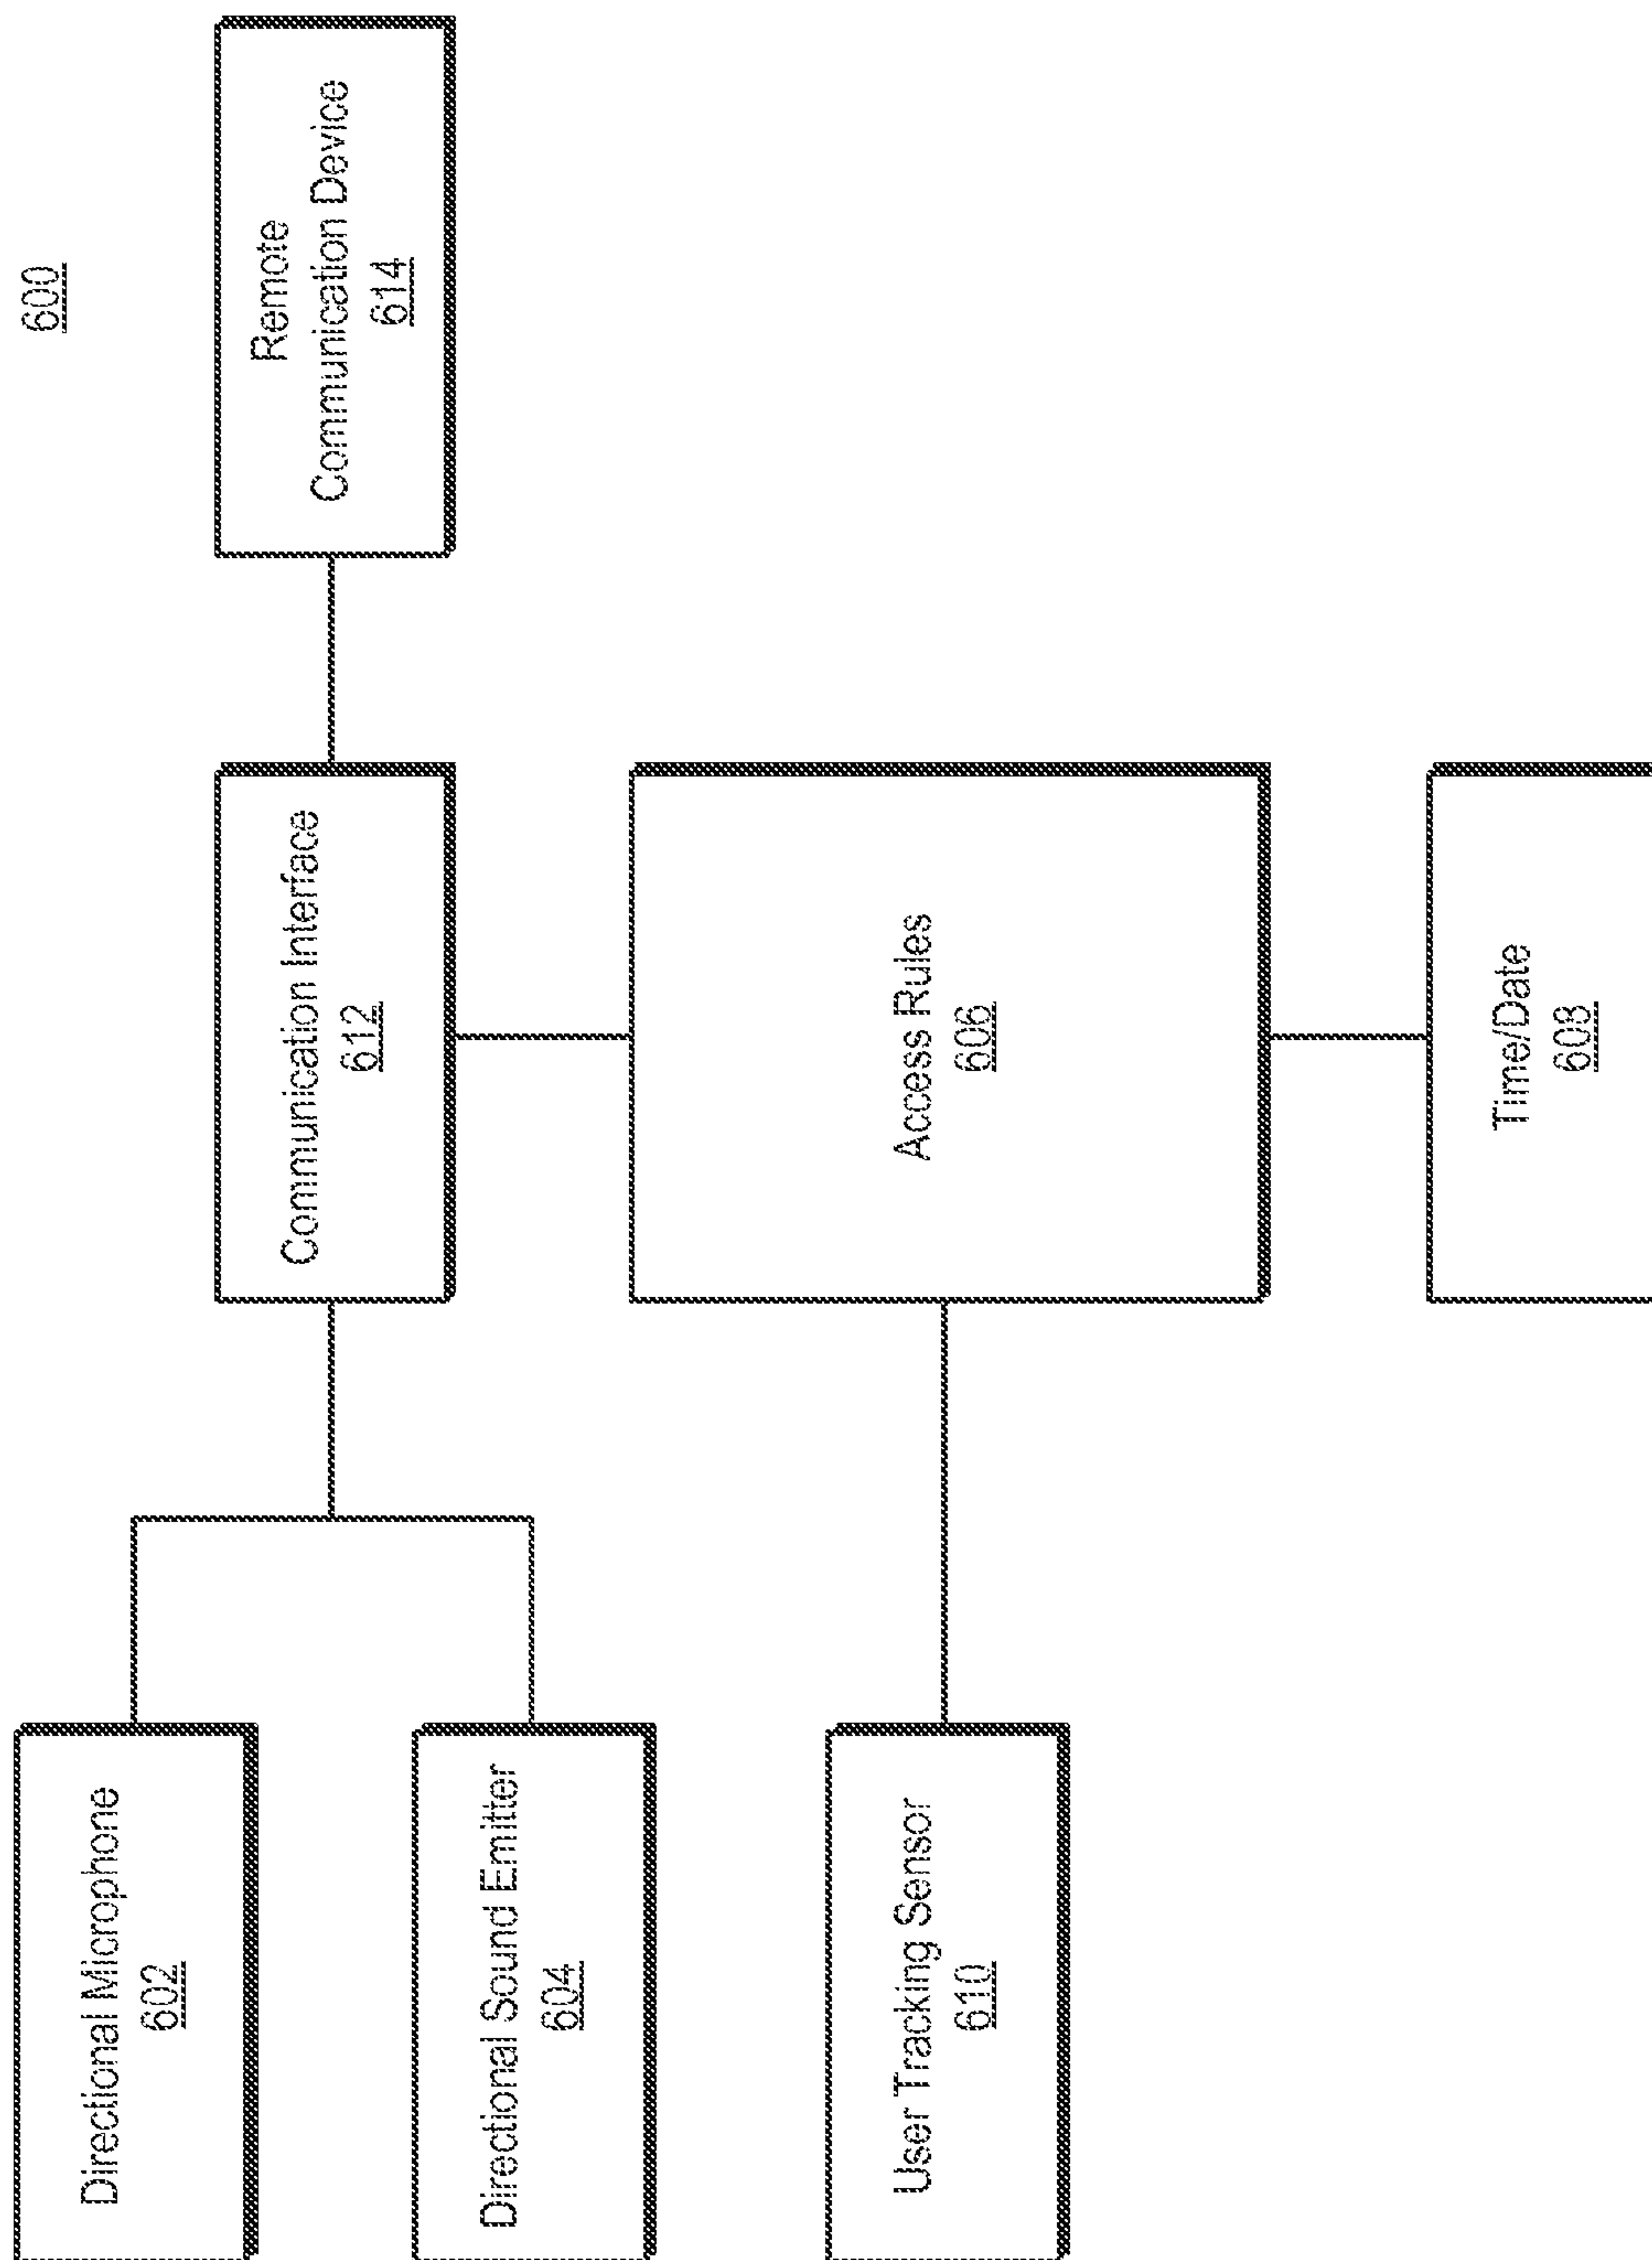 600
Directional Microphone
602
Communication Interface
612
Remote
Communication Device
614
Directional Sound Emitter
604
User Tracking Sensor
610
Access Rules
606
Time/Date
608